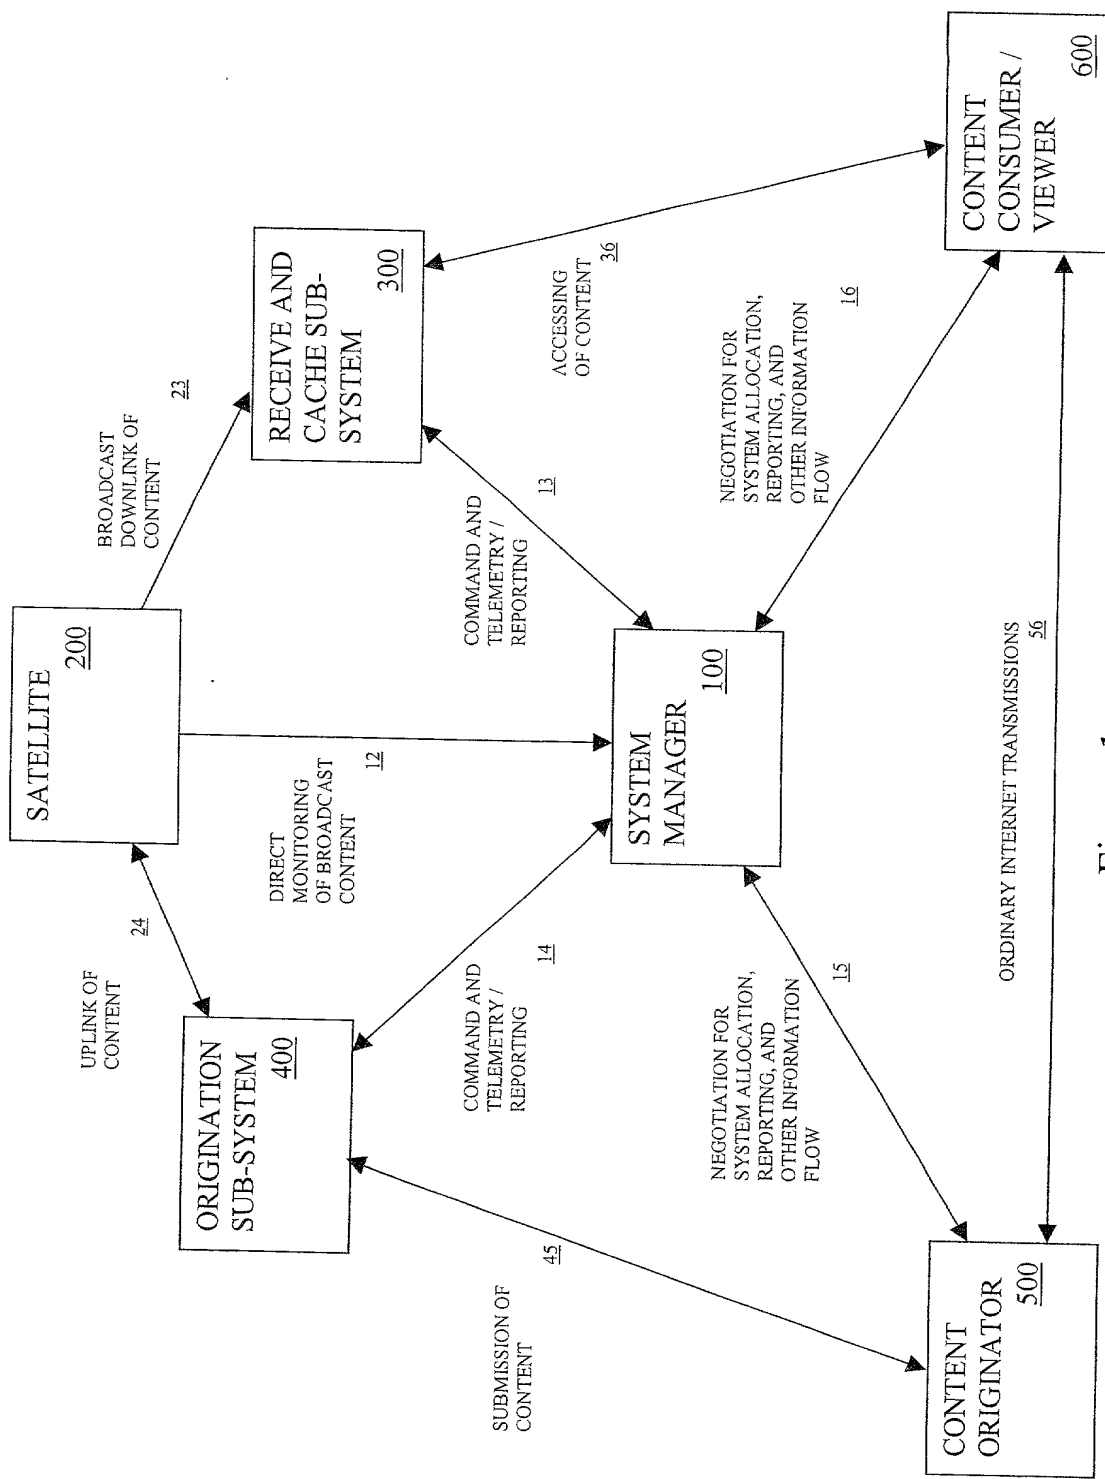 SATELLITE
200
UPLINK OF
CONTENT
24
BROADCAST
DOWNLINK OF
CONTENT
23
ORIGINATION
SUB-SYSTEM
400
DIRECT
MONITORING
OF BROADCAST
CONTENT
12
RECEIVE AND
CACHE SUB-
SYSTEM
300
COMMAND AND
TELEMETRY /
REPORTING
14
COMMAND AND
TELEMETRY /
REPORTING
13
SUBMISSION OF
CONTENT
45
SYSTEM
MANAGER
100
ACCESSING
OF CONTENT
36
NEGOTIATION FOR
SYSTEM ALLOCATION,
REPORTING, AND
OTHER INFORMATION
FLOW
15
NEGOTIATION FOR
SYSTEM ALLOCATION,
REPORTING, AND
OTHER INFORMATION
FLOW
16
CONTENT
ORIGINATOR
500
ORDINARY INTERNET TRANSMISSIONS
56
CONTENT
CONSUMER /
VIEWER
600